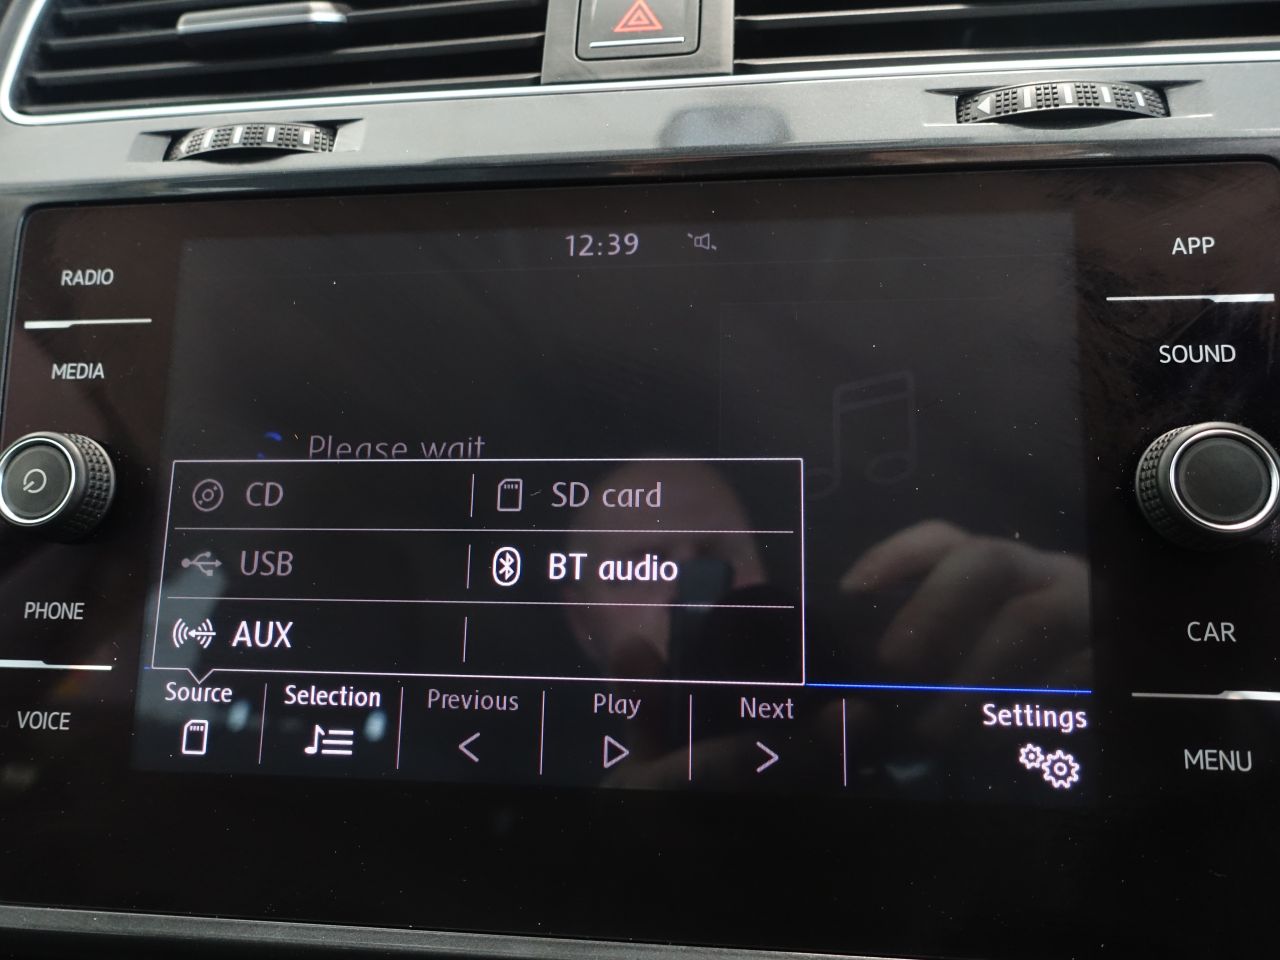 12:39
RADIO
APP
MEDIA
SOUND
Please wait
CD
SD card
USB
BT audio
PHONE
AUX
CAR
Source
Selection
Previous
Play
Next
Settings
VOICE
MENU